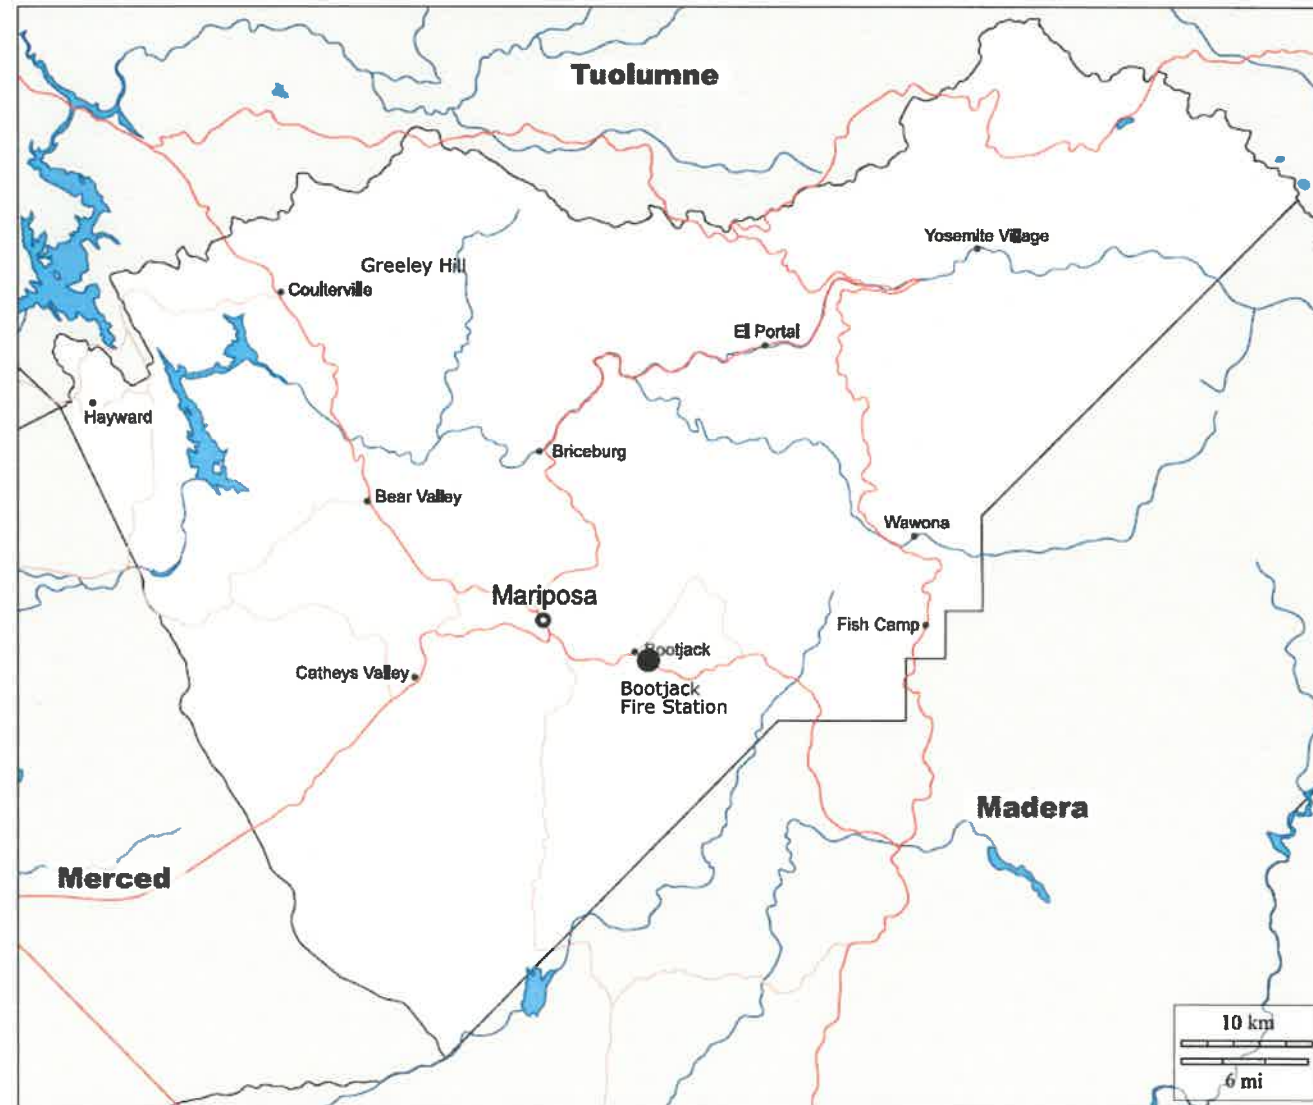 Tuolumne
Yosemite Village
Greeley Hill
Coulterville
El Portal
Hayward
Briceburg
Bear Valley
Wawona
Mariposa
Fish Camp
Bootjack
Catheys Valley
Bootjack
Fire Station
Madera
Merced
10 km
6 mi